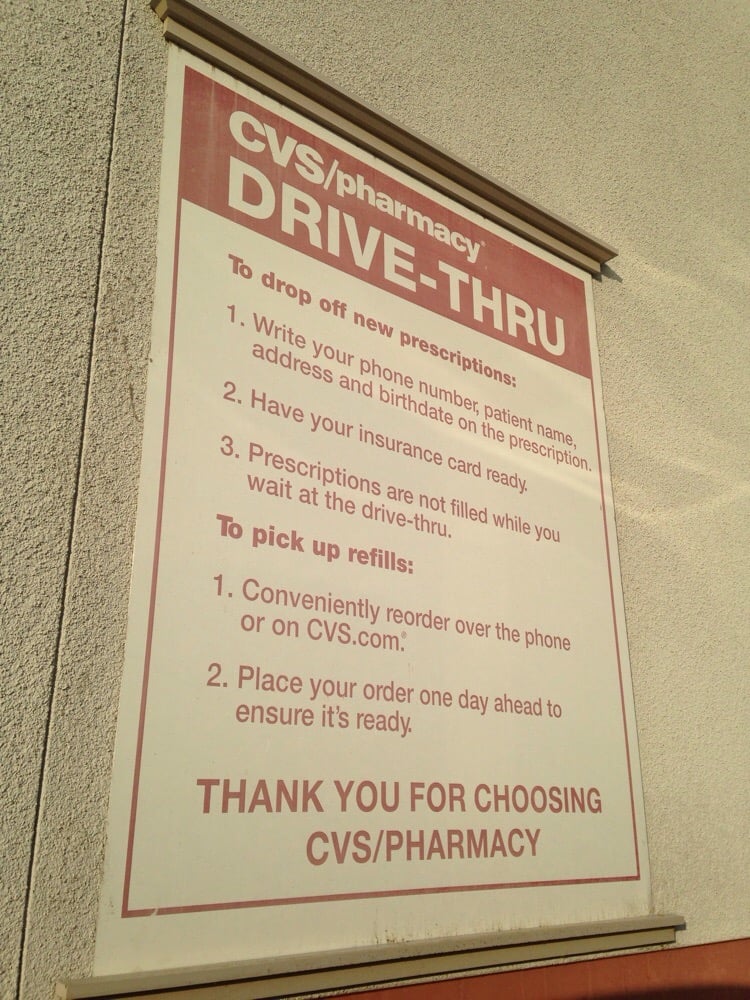 CVS/pharmacy®
DRIVE-THRU
To drop off new prescriptions:
1. Write your phone number, patient name,
address and birthdate on the prescription.
2. Have your insurance card ready.
3. Prescriptions are not filled while you
wait at the drive-thru.
To pick up refills:
1. Conveniently reorder over the phone
or on CVS.com.®
2. Place your order one day ahead to
ensure it's ready.
THANK YOU FOR CHOOSING
CVS/PHARMACY